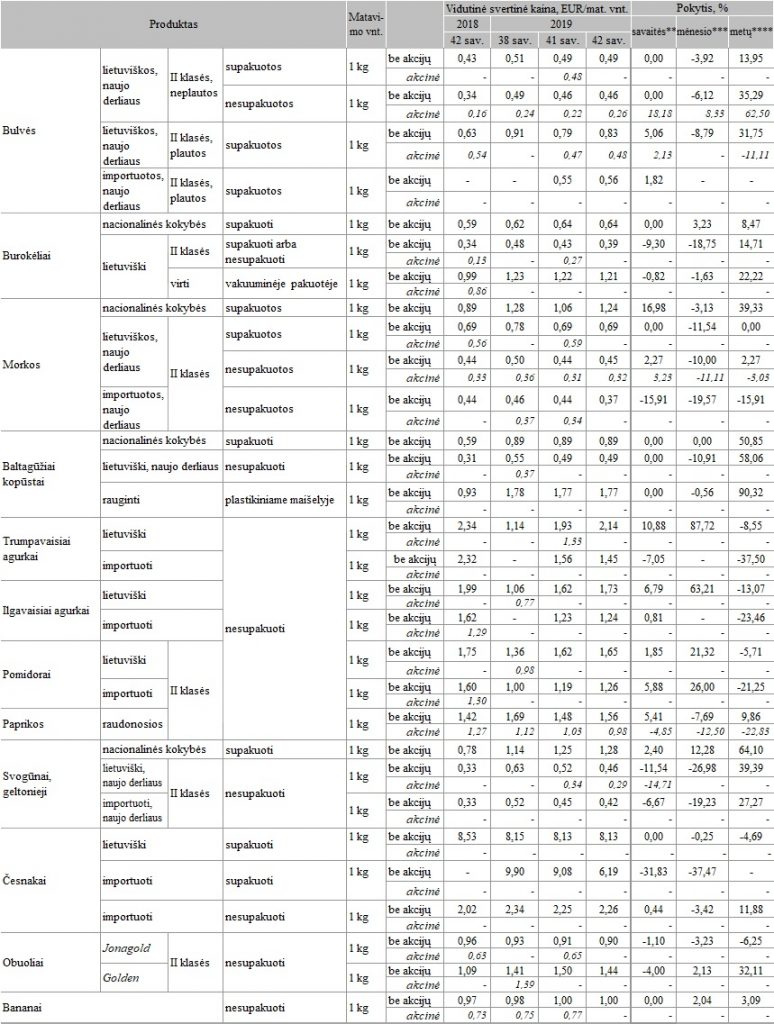 Produktas Matavi-mo vnt. Vidutinė svertinė kaina, EUR/mat. vnt. Pokytis, %
2018 2019 savaitės** mėnesio*** metų****
42 sav. 38 sav. 41 sav. 42 sav.
Bulvės lietuviškos, naujo derliaus II klasės, neplautos supakuotos 1 kg be akcijų 0,43 0,51 0,49 0,49 0,00 -3,92 13,95
akcinė - - 0,48 - - - -
nesupakuotos 1 kg be akcijų 0,34 0,49 0,46 0,46 0,00 -6,12 35,29
akcinė 0,16 0,24 0,22 0,26 18,18 8,33 62,50
lietuviškos, naujo derliaus II klasės, plautos supakuotos 1 kg be akcijų 0,63 0,91 0,79 0,83 5,06 -8,79 31,75
akcinė 0,54 - 0,47 0,48 2,13 - -11,11
importuotos, naujo derliaus II klasės, plautos supakuotos 1 kg be akcijų - - 0,55 0,56 1,82 - -
akcinė - - - - - - -
Burokėliai nacionalinės kokybės supakuoti 1 kg be akcijų 0,59 0,62 0,64 0,64 0,00 3,23 8,47
lietuviški II klasės supakuoti arba nesupakuoti 1 kg be akcijų 0,34 0,48 0,43 0,39 -9,30 -18,75 14,71
akcinė 0,13 - 0,27 - - - -
virti vakuuminėje pakuotėje 1 kg be akcijų 0,99 1,23 1,22 1,21 -0,82 -1,63 22,22
akcinė 0,86 - - - - - -
Morkos nacionalinės kokybės supakuotos 1 kg be akcijų 0,89 1,28 1,06 1,24 16,98 -3,13 39,33
lietuviškos, naujo derliaus II klasės supakuotos 1 kg be akcijų 0,69 0,78 0,69 0,69 0,00 -11,54 0,00
akcinė 0,56 - 0,59 - - - -
nesupakuotos 1 kg be akcijų 0,44 0,50 0,44 0,45 2,27 -10,00 2,27
akcinė 0,33 0,36 0,31 0,32 3,23 -11,11 -3,03
importuotos, naujo derliaus nesupakuotos 1 kg be akcijų 0,44 0,46 0,44 0,37 -15,91 -19,57 -15,91
akcinė - 0,37 0,34 - - - -
Baltagūžiai kopūstai nacionalinės kokybės supakuoti 1 kg be akcijų 0,59 0,89 0,89 0,89 0,00 0,00 50,85
lietuviški, naujo derliaus nesupakuoti 1 kg be akcijų 0,31 0,55 0,49 0,49 0,00 -10,91 58,06
akcinė - 0,37 - - - - -
rauginti plastikiniame maišelyje 1 kg be akcijų 0,93 1,78 1,77 1,77 0,00 -0,56 90,32
akcinė - - - - - - -
Trumpavaisiai agurkai lietuviški nesupakuoti 1 kg be akcijų 2,34 1,14 1,93 2,14 10,88 87,72 -8,55
akcinė - - 1,33 - - - -
importuoti 1 kg be akcijų 2,32 - 1,56 1,45 -7,05 - -37,50
akcinė - - - - - - -
Ilgavaisiai agurkai lietuviški 1 kg be akcijų 1,99 1,06 1,62 1,73 6,79 63,21 -13,07
akcinė - 0,77 - - - - -
importuoti 1 kg be akcijų 1,62 - 1,23 1,24 0,81 - -23,46
akcinė 1,29 - - - - - -
Pomidorai lietuviški II klasės 1 kg be akcijų 1,75 1,36 1,62 1,65 1,85 21,32 -5,71
akcinė - 0,98 - - - - -
importuoti 1 kg be akcijų 1,60 1,00 1,19 1,26 5,88 26,00 -21,25
akcinė 1,30 - - - - - -
Paprikos raudonosios 1 kg be akcijų 1,42 1,69 1,48 1,56 5,41 -7,69 9,86
akcinė 1,27 1,12 1,03 0,98 -4,85 -12,50 -22,83
Svogūnai, geltonieji nacionalinės kokybės supakuoti 1 kg be akcijų 0,78 1,14 1,25 1,28 2,40 12,28 64,10
lietuviški, naujo derliaus II klasės nesupakuoti 1 kg be akcijų 0,33 0,63 0,52 0,46 -11,54 -26,98 39,39
akcinė - - 0,34 0,29 -14,71 - -
importuoti, naujo derliaus 1 kg be akcijų 0,33 0,52 0,45 0,42 -6,67 -19,23 27,27
akcinė - - - - - - -
Česnakai lietuviški supakuoti 1 kg be akcijų 8,53 8,15 8,13 8,13 0,00 -0,25 -4,69
akcinė - - - - - - -
importuoti supakuoti 1 kg be akcijų - 9,90 9,08 6,19 -31,83 -37,47 -
akcinė - - - - - - -
importuoti nesupakuoti 1 kg be akcijų 2,02 2,34 2,25 2,26 0,44 -3,42 11,88
akcinė - - - - - - -
Obuoliai Jonagold II klasės nesupakuoti 1 kg be akcijų 0,96 0,93 0,91 0,90 -1,10 -3,23 -6,25
akcinė 0,63 - 0,65 - - - -
Golden 1 kg be akcijų 1,09 1,41 1,50 1,44 -4,00 2,13 32,11
akcinė - 1,39 - - - - -
Bananai nesupakuoti 1 kg be akcijų 0,97 0,98 1,00 1,00 0,00 2,04 3,09
akcinė 0,73 0,75 0,77 - - - -